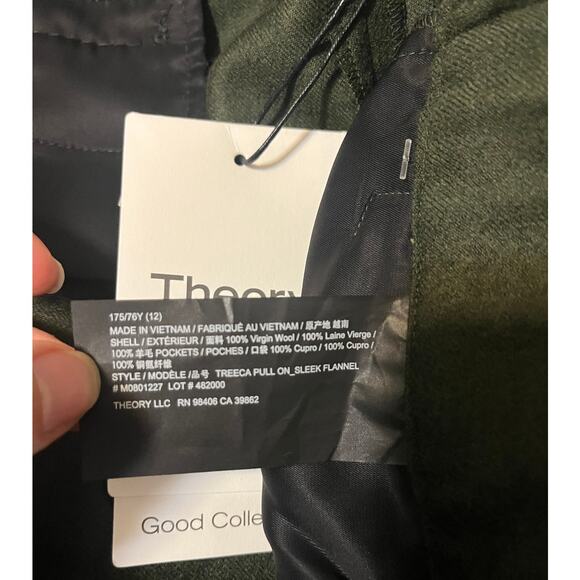 Theory
175/76Y (12)
MADE IN VIETNAM / FABRIQUÉ AU VIETNAM / 原产地 越南
SHELL / EXTÉRIEUR / 面料 100% Virgin Wool / 100% Laine Vierge /
100% 羊毛 POCKETS / POCHES / 口袋 100% Cupro / 100% Cupro /
100% 铜氨纤维
STYLE / MODÈLE /品号 TREECA PULL ON_SLEEK FLANNEL
# M0801227 LOT # 482000
THEORY LLC RN 98406 CA 39862
Good Colle